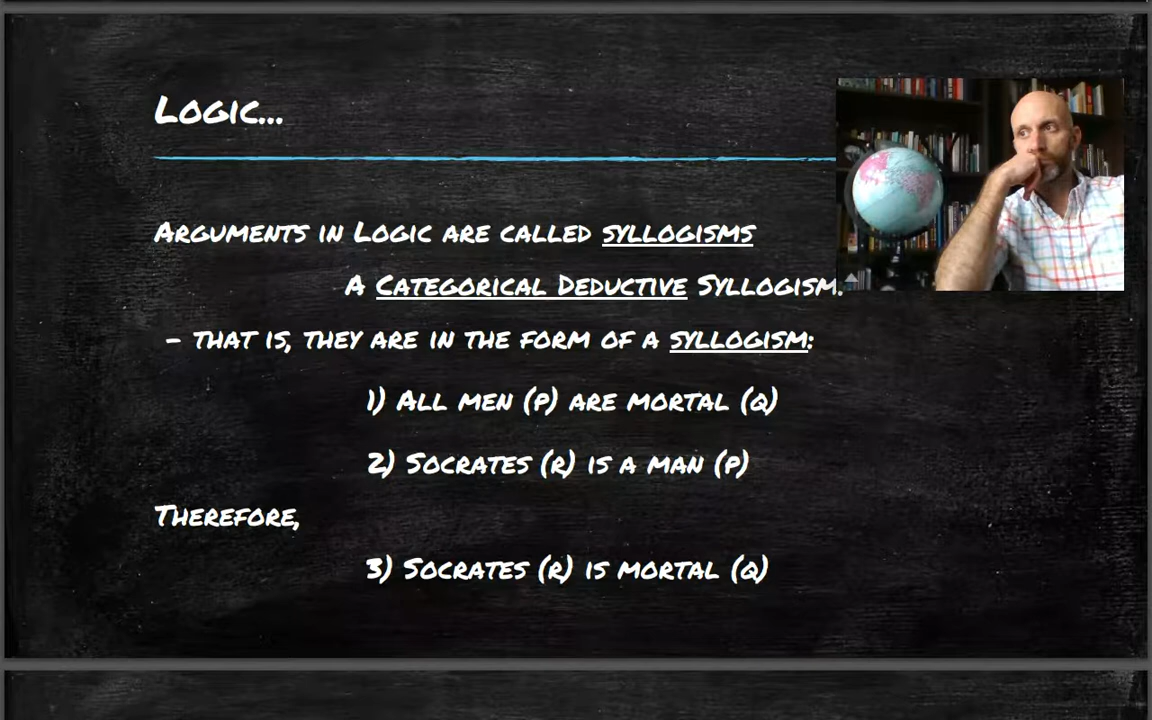 Logic...
Arguments in Logic are called syllogisms
A Categorical Deductive Syllogism.
– that is, they are in the form of a syllogism:
1) All men (p) are mortal (q)
2) Socrates (r) is a man (p)
Therefore,
3) Socrates (r) is mortal (q)